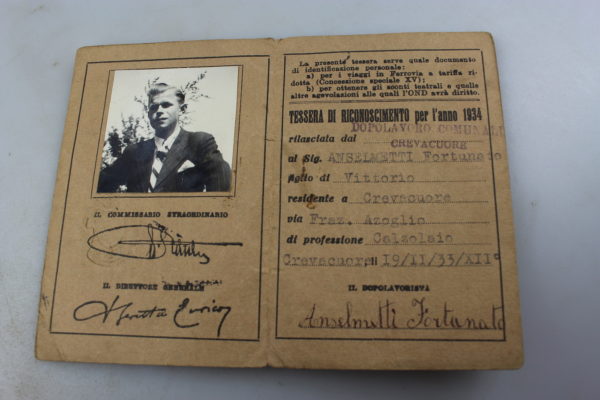 IL COMMISSARIO STRAORDINARIO
IL DIRETTORE GENERALE
Enrico
La presente tessera serve quale documento
di identificazione personale:
a) per i viaggi in Ferrovia a tariffa ri-
dotta (Concessione speciale XV);
b) per ottenere gli sconti teatrali e quelle
altre agevolazioni alle quali l'OND avrà diritto
TESSERA DI RICONOSCIMENTO per l'anno 1934
DOPOLAVORO COMUNALE
rilasciata dal CREVACUORE
al Sig. ANSELMETTI Fortunato
figlio di Vittorio
residente a Crevacuore
via Fraz. Azoglio
di professione Calzolaio
Crevacuore, li 19/11/33/XII°
IL DOPOLAVORISTA
Anselmetti Fortunato